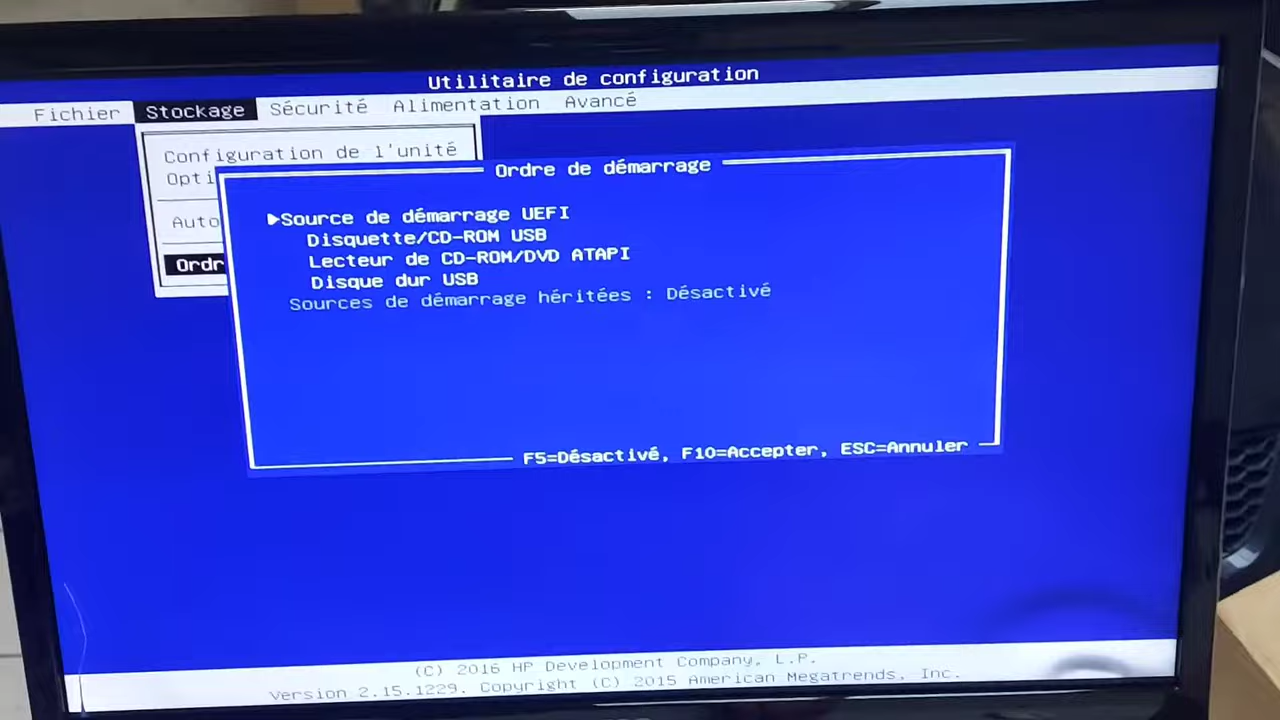 Utilitaire de configuration
Fichier Stockage Sécurité Alimentation Avancé
Configuration de l'unité
Opti
Auto
Ordr
Ordre de démarrage
►Source de démarrage UEFI
Disquette/CD-ROM USB
Lecteur de CD-ROM/DVD ATAPI
Disque dur USB
Sources de démarrage héritées : Désactivé
F5=Désactivé, F10=Accepter, ESC=Annuler
(C) 2016 HP Development Company, L.P.
Version 2.15.1229. Copyright (C) 2015 American Megatrends, Inc.